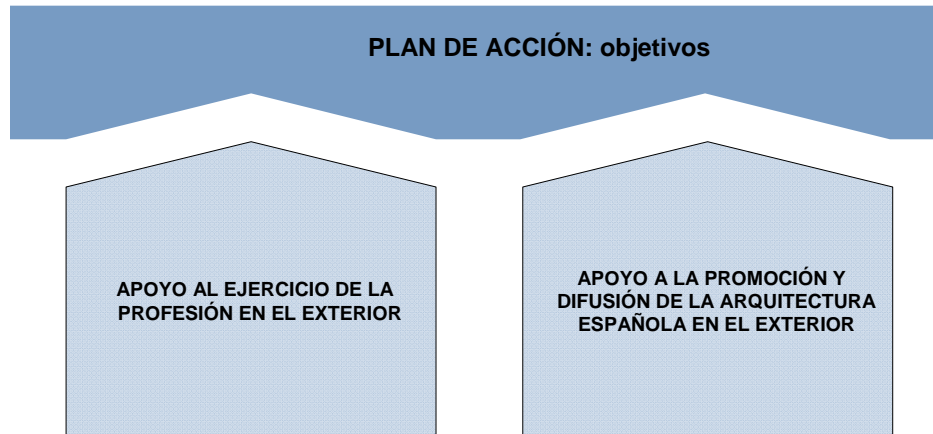 PLAN DE ACCIÓN: objetivos
APOYO AL EJERCICIO DE LA
PROFESIÓN EN EL EXTERIOR
APOYO A LA PROMOCIÓN Y
DIFUSIÓN DE LA ARQUITECTURA
ESPAÑOLA EN EL EXTERIOR